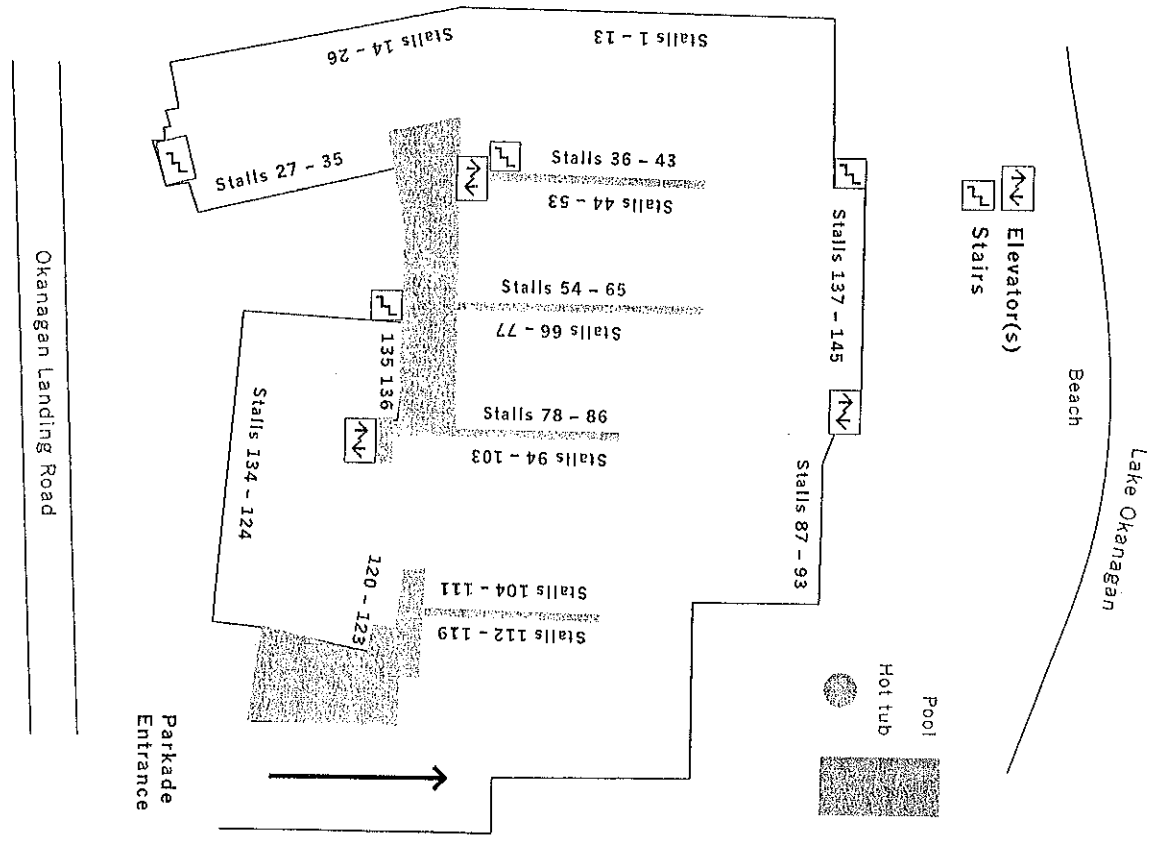 Stalls 14 – 26
Stalls 1 – 13
Stalls 27 – 35
Stalls 36 – 43
Stalls 44 – 53
Stalls 54 – 65
Stalls 66 – 77
135 136
Stalls 78 – 86
Stalls 94 – 103
Stalls 134 – 124
120 – 123
Stalls 104 – 111
Stalls 112 – 119
Stalls 137 – 145
Stalls 87 – 93
Elevator(s)
Stairs
Beach
Lake Okanagan
Pool
Hot tub
Okanagan Landing Road
Parkade
Entrance